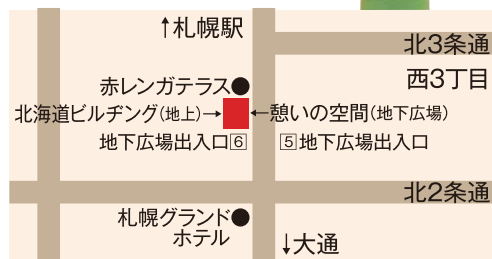 ↑札幌駅
北3条通
西3丁目
赤レンガテラス●
北海道ビルヂング(地上)→
←憩いの空間(地下広場)
地下広場出入口6
5地下広場出入口
北2条通
札幌グランド●
ホテル
↓大通